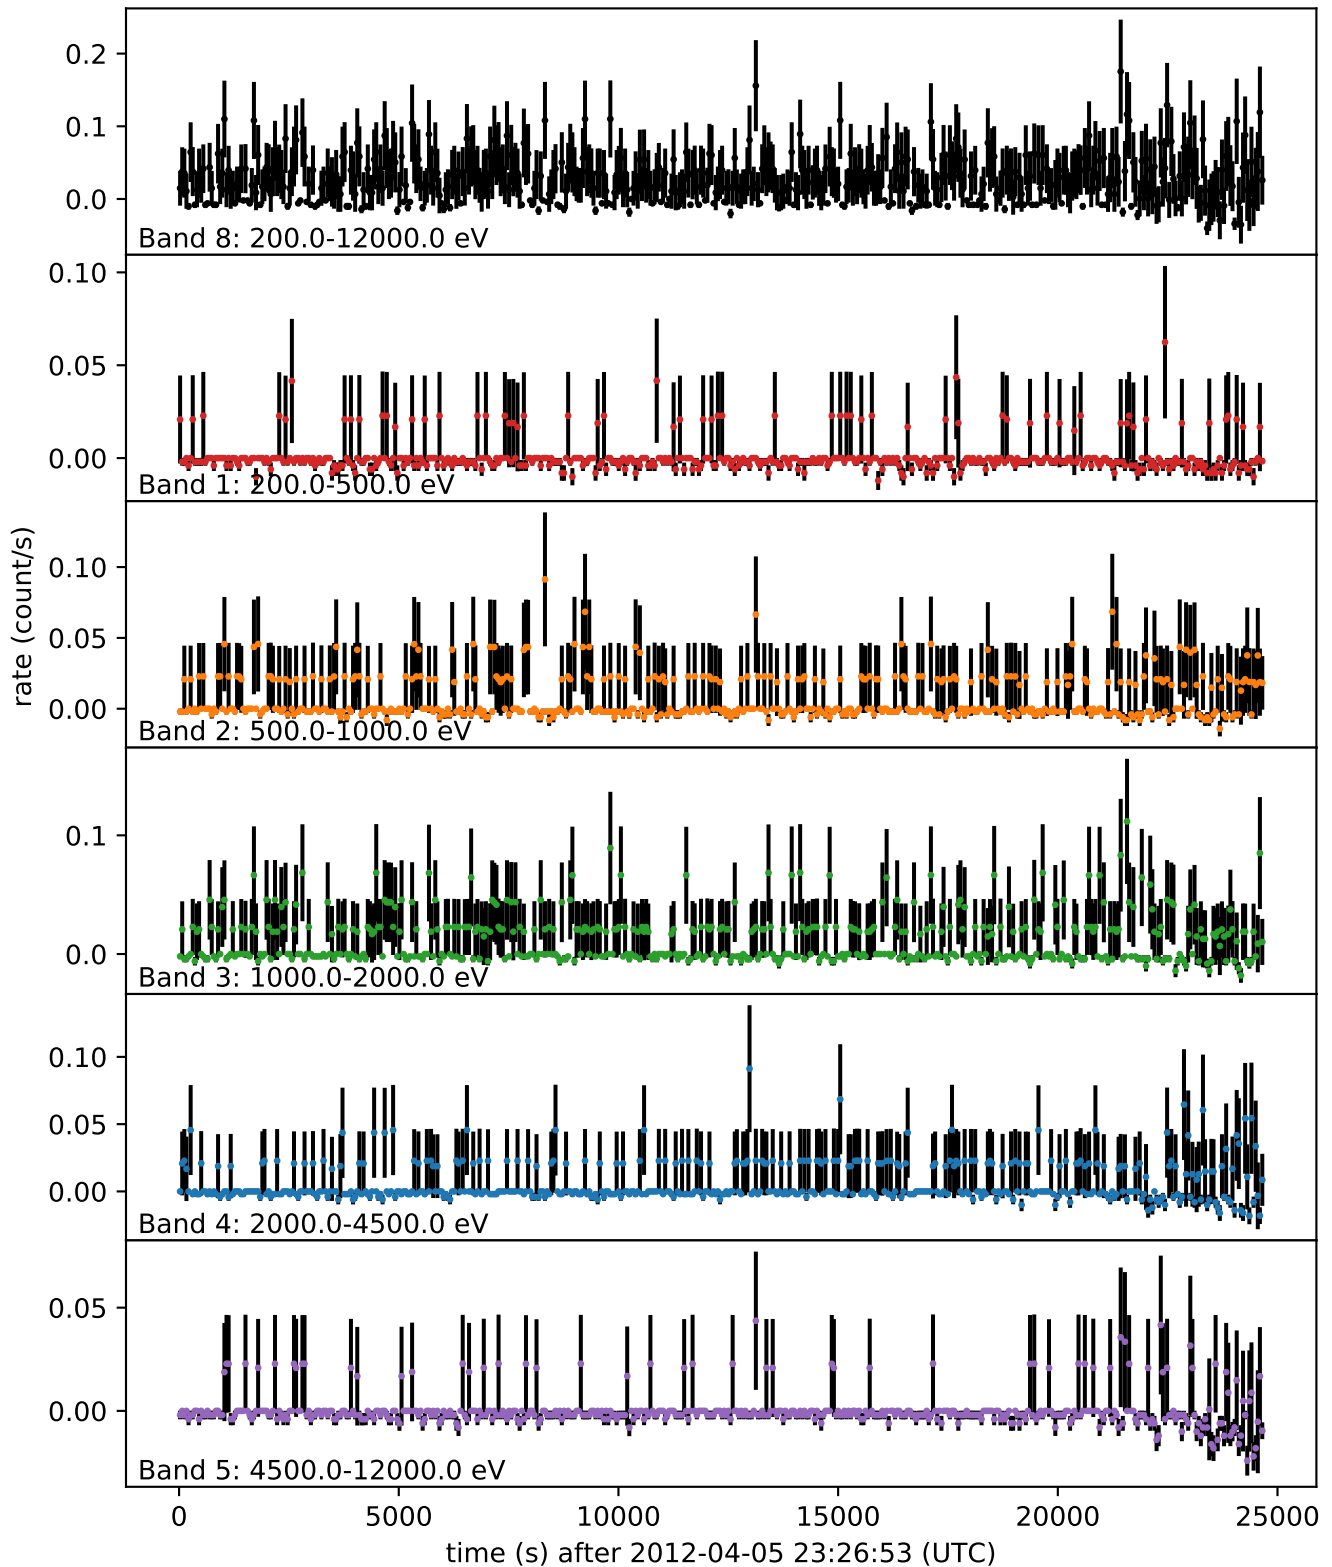 0.2
0.1
0.0
Band 8: 200.0-12000.0 eV
0.10
0.05
0.00
Band 1: 200.0-500.0 eV
rate (count/s)
0.10
0.05
0.00
Band 2: 500.0-1000.0 eV
0.1
0.0
Band 3: 1000.0-2000.0 eV
0.10
0.05
0.00
Band 4: 2000.0-4500.0 eV
0.05
0.00
Band 5: 4500.0-12000.0 eV
0 5000 10000 15000 20000 25000
time (s) after 2012-04-05 23:26:53 (UTC)